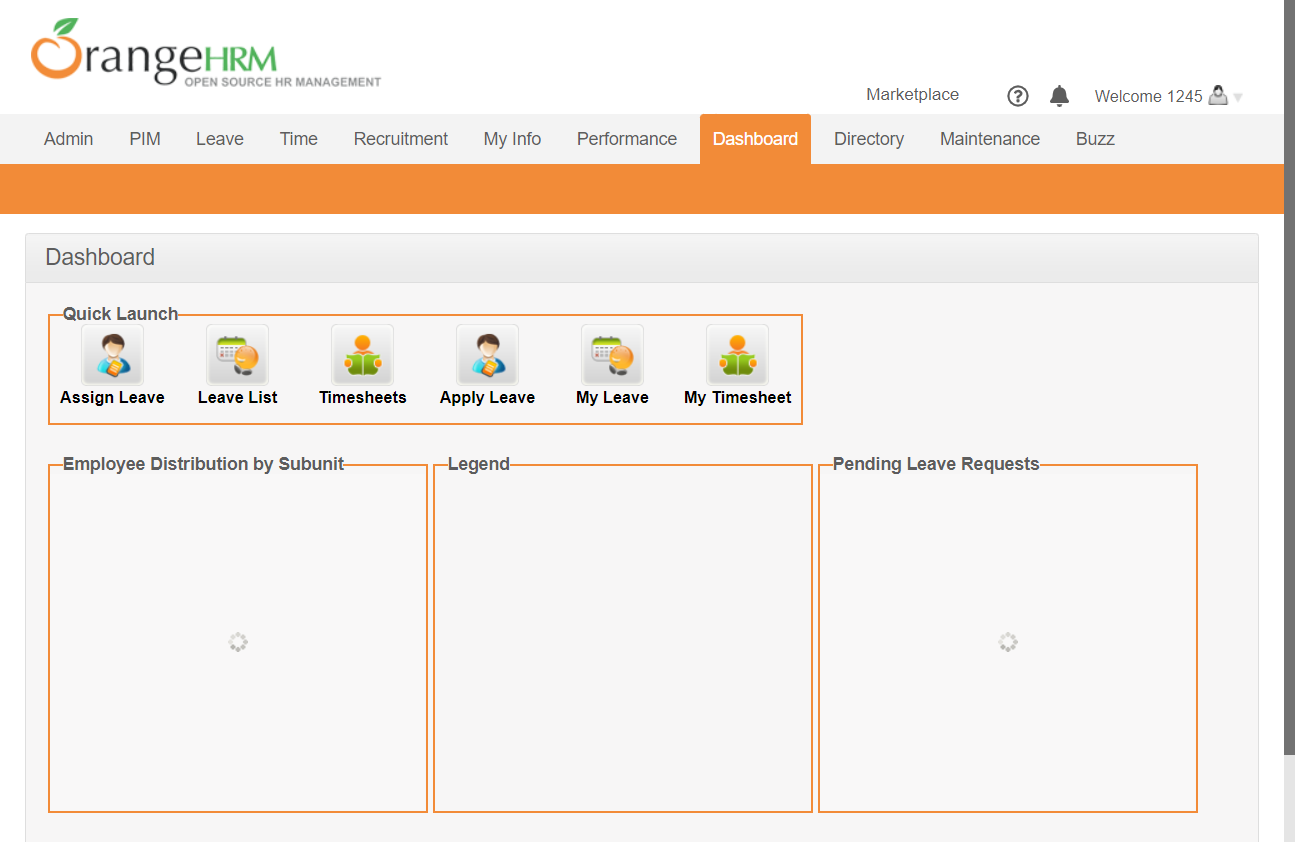 OrangeHRM
OPEN SOURCE HR MANAGEMENT
Marketplace ? Welcome 1245
Admin PIM Leave Time Recruitment My Info Performance Dashboard Directory Maintenance Buzz
Dashboard
Quick Launch
Assign Leave Leave List Timesheets Apply Leave My Leave My Timesheet
Employee Distribution by Subunit Legend Pending Leave Requests